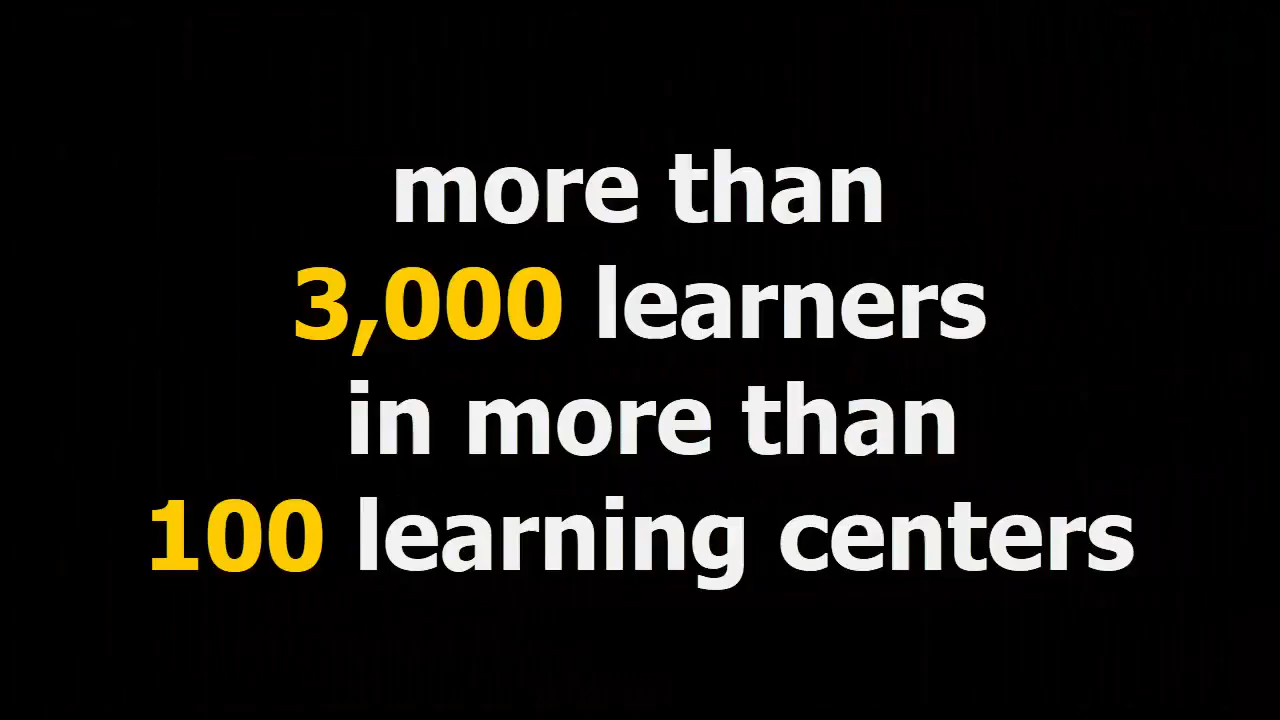 more than
3,000 learners
in more than
100 learning centers